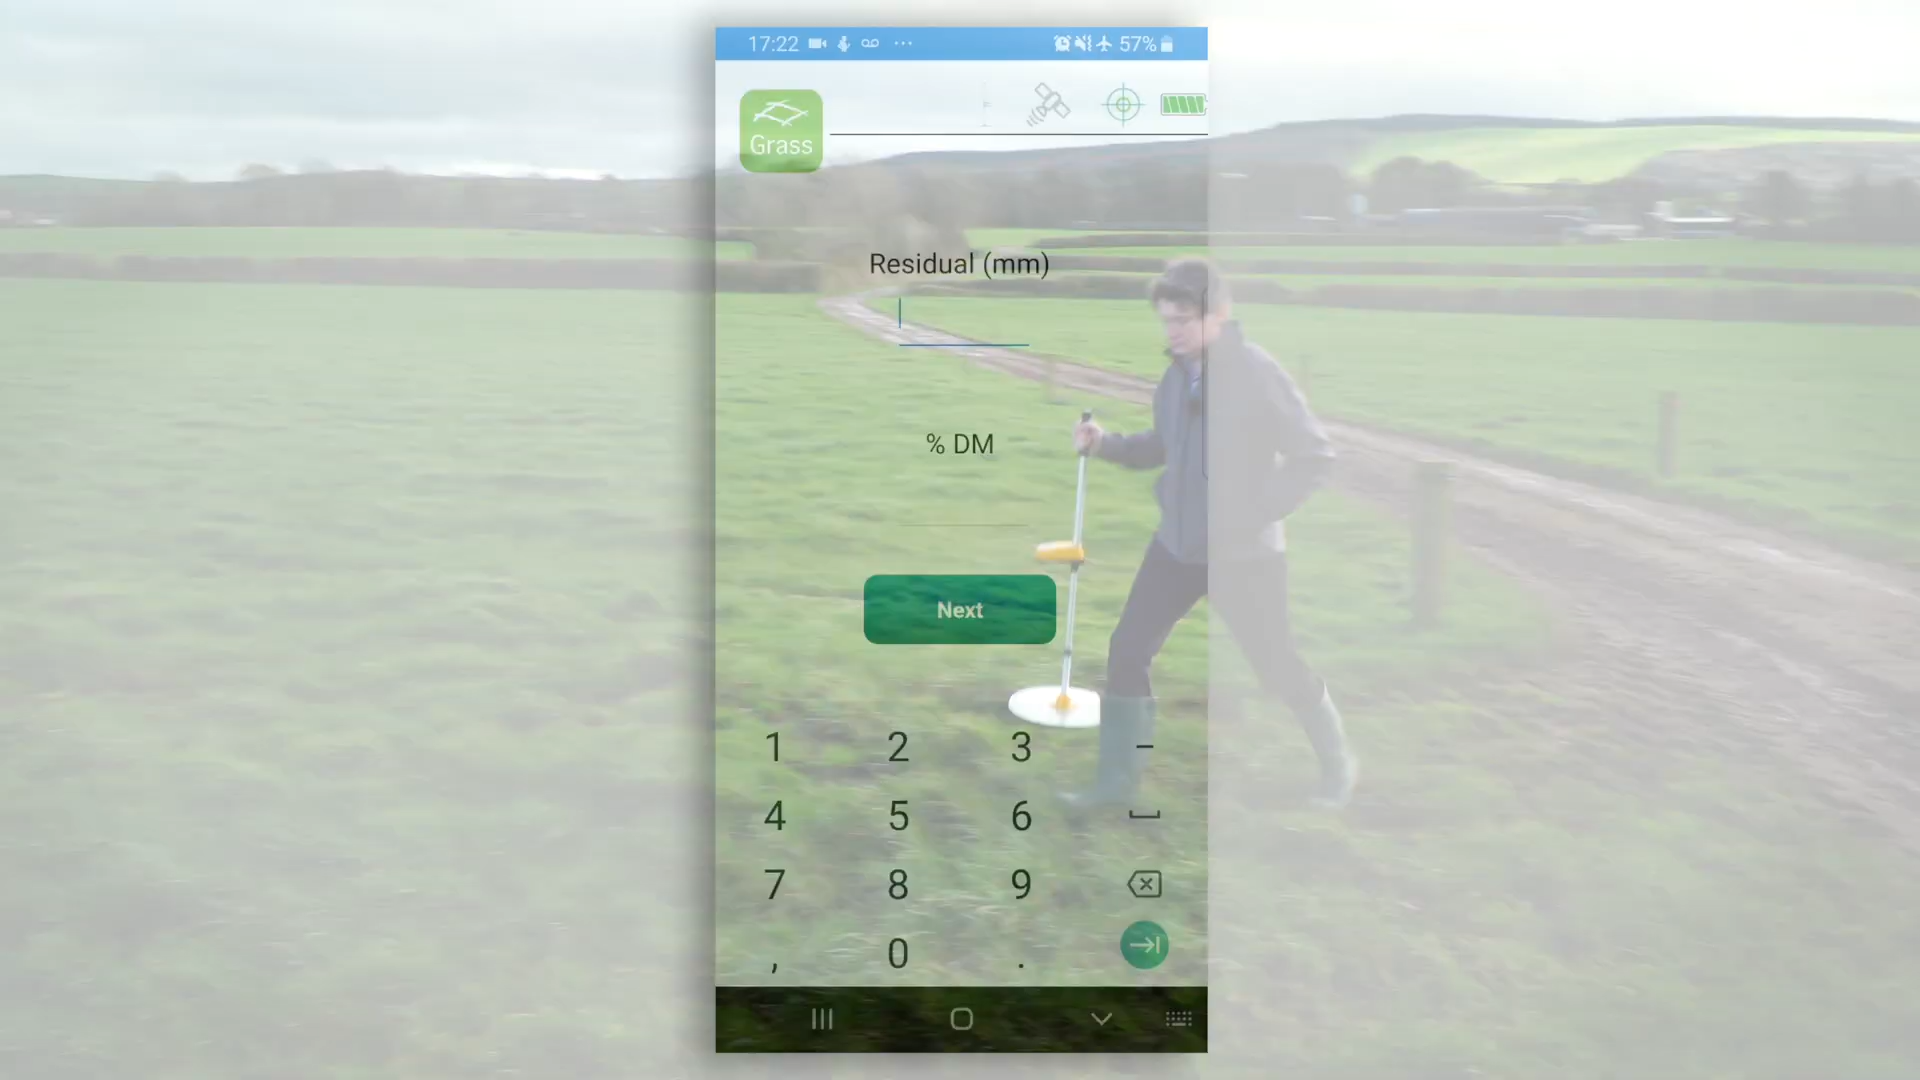 17:22 57%
Grass
Residual (mm)
% DM
Next
1 2 3 -
4 5 6
7 8 9
, 0 .